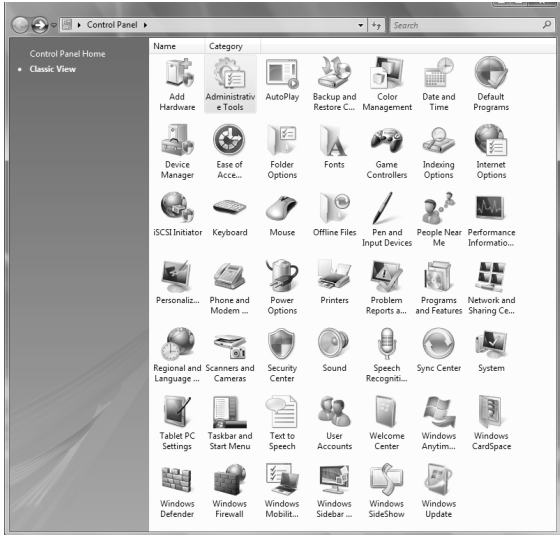 Control Panel
Search
Control Panel Home
Classic View
Name Category
Add Hardware
Administrativ e Tools
AutoPlay
Backup and Restore C...
Color Management
Date and Time
Default Programs
Device Manager
Ease of Acce...
Folder Options
Fonts
Game Controllers
Indexing Options
Internet Options
iSCSI Initiator
Keyboard
Mouse
Offline Files
Pen and Input Devices
People Near Me
Performance Informatio...
Personaliz...
Phone and Modem ...
Power Options
Printers
Problem Reports a...
Programs and Features
Network and Sharing Ce...
Regional and Language ...
Scanners and Cameras
Security Center
Sound
Speech Recogniti...
Sync Center
System
Tablet PC Settings
Taskbar and Start Menu
Text to Speech
User Accounts
Welcome Center
Windows Anytim...
Windows CardSpace
Windows Defender
Windows Firewall
Windows Mobilit...
Windows Sidebar ...
Windows SideShow
Windows Update